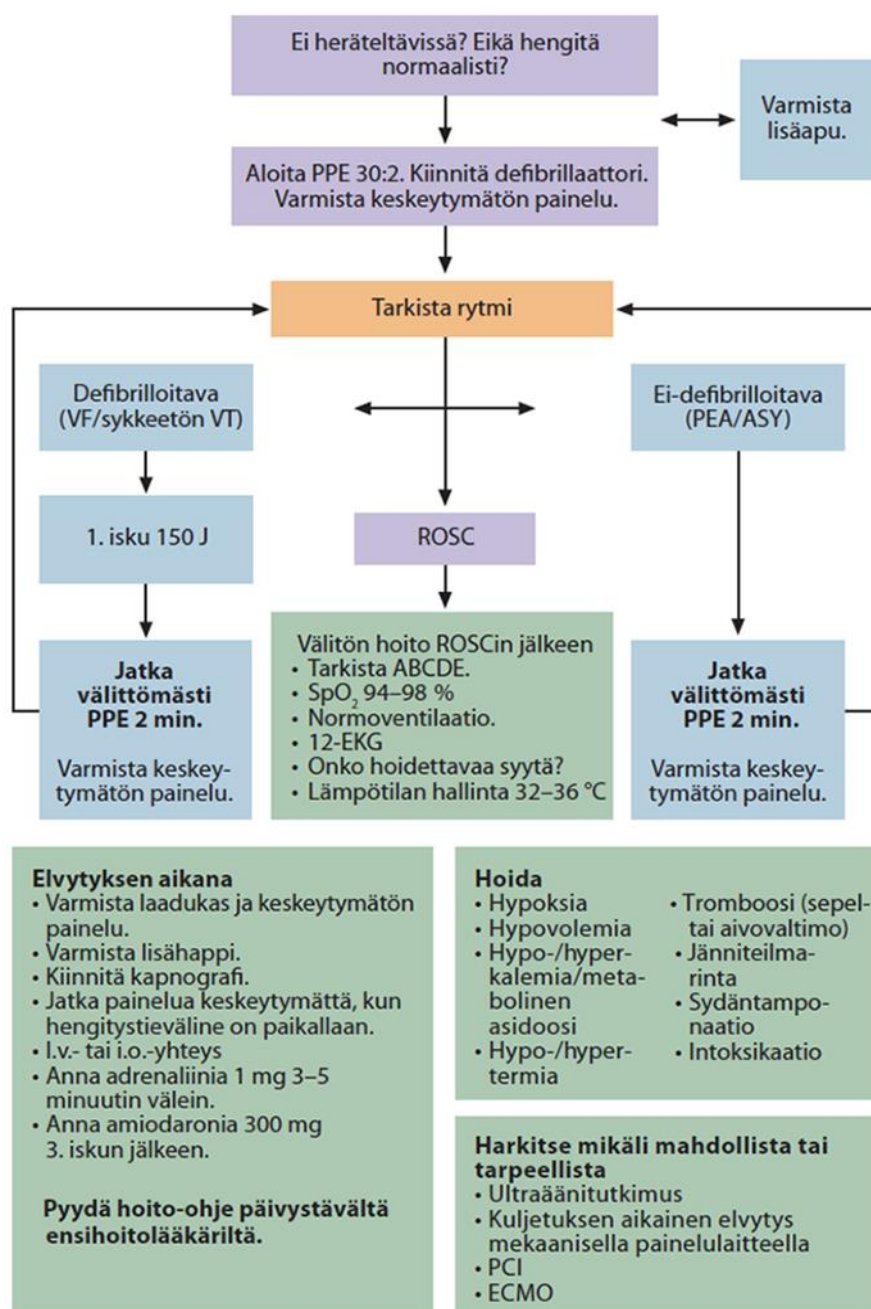 Ei heräteltävissä? Eikä hengitä
normaalisti?
Varmista
lisäapu.
Aloita PPE 30:2. Kiinnitä defibrillaattori.
Varmista keskeytymätön painelu.
Tarkista rytmi
Defibrilloitava
(VF/sykkeetön VT)
Ei-defibrilloitava
(PEA/ASY)
1. isku 150 J
ROSC
Jatka
välittömästi
PPE 2 min.
Varmista keskey-
tymätön painelu.
Välitön hoito ROSCin jälkeen
• Tarkista ABCDE.
• SpO₂ 94–98 %
• Normoventilaatio.
• 12-EKG
• Onko hoidettavaa syytä?
• Lämpötilan hallinta 32–36 °C
Jatka
välittömästi
PPE 2 min.
Varmista keskey-
tymätön painelu.
Elvytyksen aikana
• Varmista laadukas ja keskeytymätön
painelu.
• Varmista lisähappi.
• Kiinnitä kapnografi.
• Jatka painelua keskeytymättä, kun
hengitystieväline on paikallaan.
• I.v.- tai i.o.-yhteys
• Anna adrenaliinia 1 mg 3–5
minuutin välein.
• Anna amiodaronia 300 mg
3. iskun jälkeen.
Pyydä hoito-ohje päivystävältä
ensihoitolääkäriltä.
Hoida
• Hypoksia
• Hypovolemia
• Hypo-/hyper-
kalemia/meta-
bolinen
asidoosi
• Hypo-/hyper-
termia
• Tromboosi (sepel-
tai aivovaltimo)
• Jänniteilma-
rinta
• Sydäntampo-
naatio
• Intoksikaatio
Harkitse mikäli mahdollista tai
tarpeellista
• Ultraäänitutkimus
• Kuljetuksen aikainen elvytys
mekaanisella painelulaitteella
• PCI
• ECMO